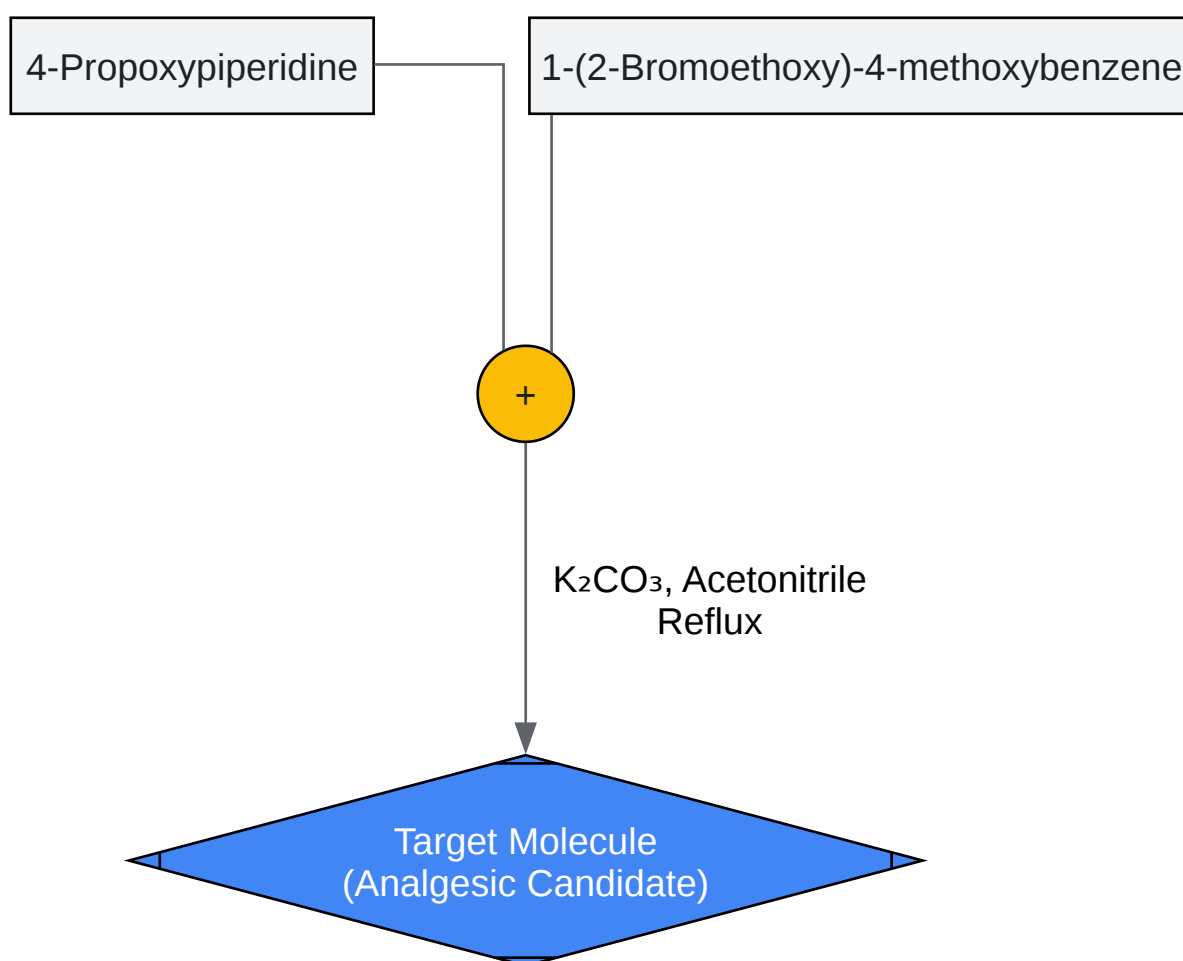 4-Propoxypiperidine
1-(2-Bromoethoxy)-4-methoxybenzene
+
K₂CO₃, Acetonitrile
Reflux
Target Molecule
(Analgesic Candidate)